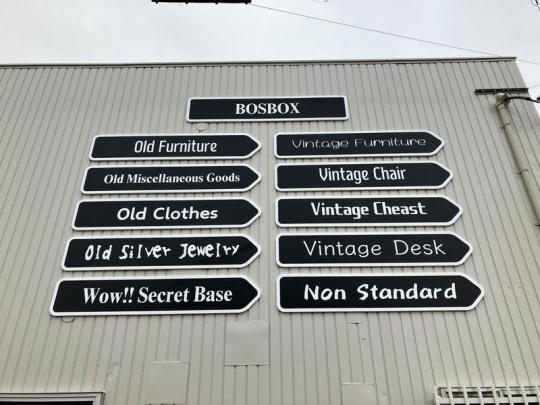 BOSBOX
Old Furniture
Old Miscellaneous Goods
Old Clothes
Old Silver Jewelry
Wow!! Secret Base
Vintage Furniture
Vintage Chair
Vintage Cheast
Vintage Desk
Non Standard